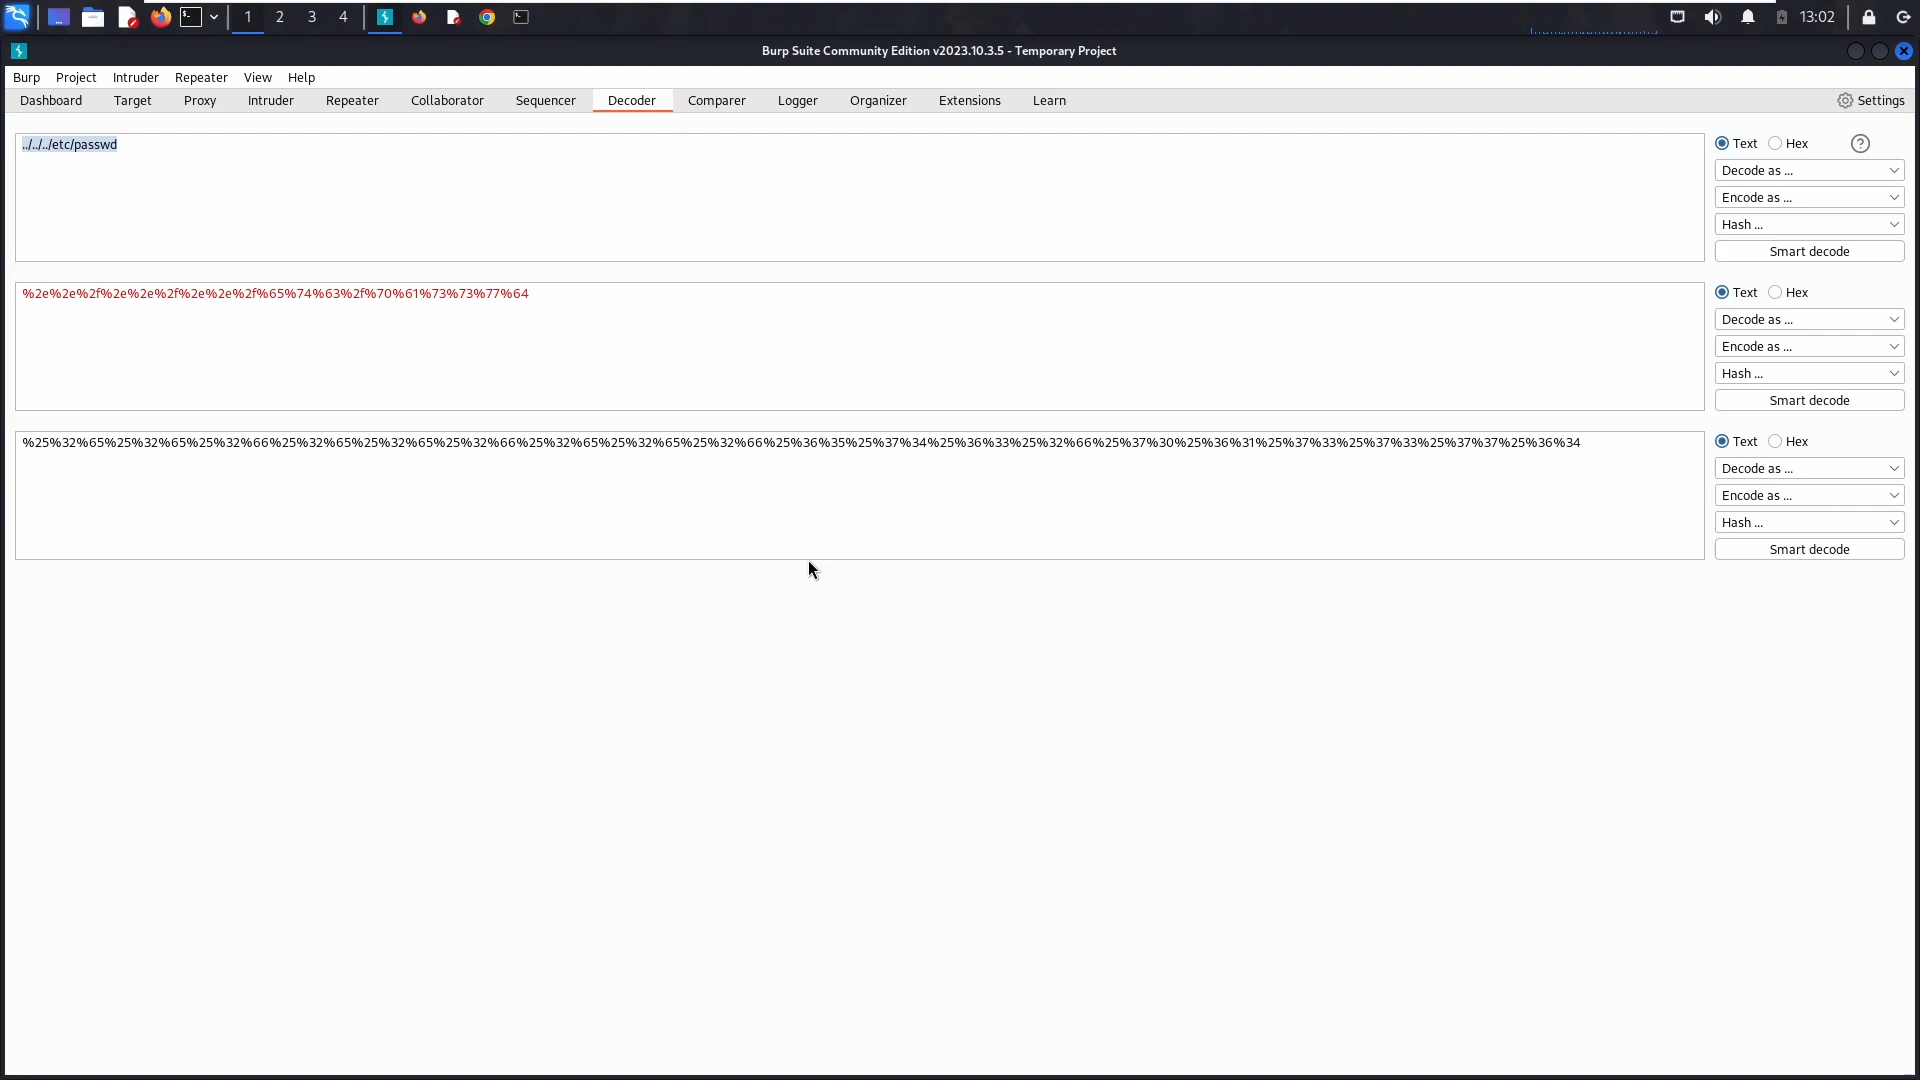 1 2 3 4 13:02
Burp Suite Community Edition v2023.10.3.5 - Temporary Project
Burp Project Intruder Repeater View Help
Dashboard Target Proxy Intruder Repeater Collaborator Sequencer Decoder Comparer Logger Organizer Extensions Learn Settings
../../../etc/passwd
Text Hex ?
Decode as ...
Encode as ...
Hash ...
Smart decode
%2e%2e%2f%2e%2e%2f%2e%2e%2f%65%74%63%2f%70%61%73%73%77%64
Text Hex
Decode as ...
Encode as ...
Hash ...
Smart decode
%25%32%65%25%32%65%25%32%66%25%32%65%25%32%65%25%32%66%25%32%65%25%32%65%25%32%66%25%36%35%25%37%34%25%36%33%25%32%66%25%37%30%25%36%31%25%37%33%25%37%33%25%37%37%25%36%34
Text Hex
Decode as ...
Encode as ...
Hash ...
Smart decode